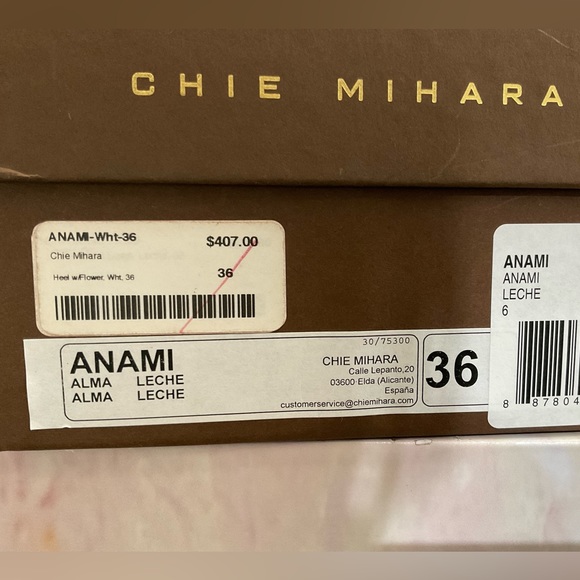 CHIE MIHARA
ANAMI-Wht-36
$407.00
Chie Mihara
Heel w/Flower, Wht, 36
36
ANAMI
ALMA LECHE
ALMA LECHE
30/75300
CHIE MIHARA
Calle Lepanto,20
03600 Elda (Alicante)
España
customerservice@chiemihara.com
36
ANAMI
ANAMI
LECHE
6
8 87804